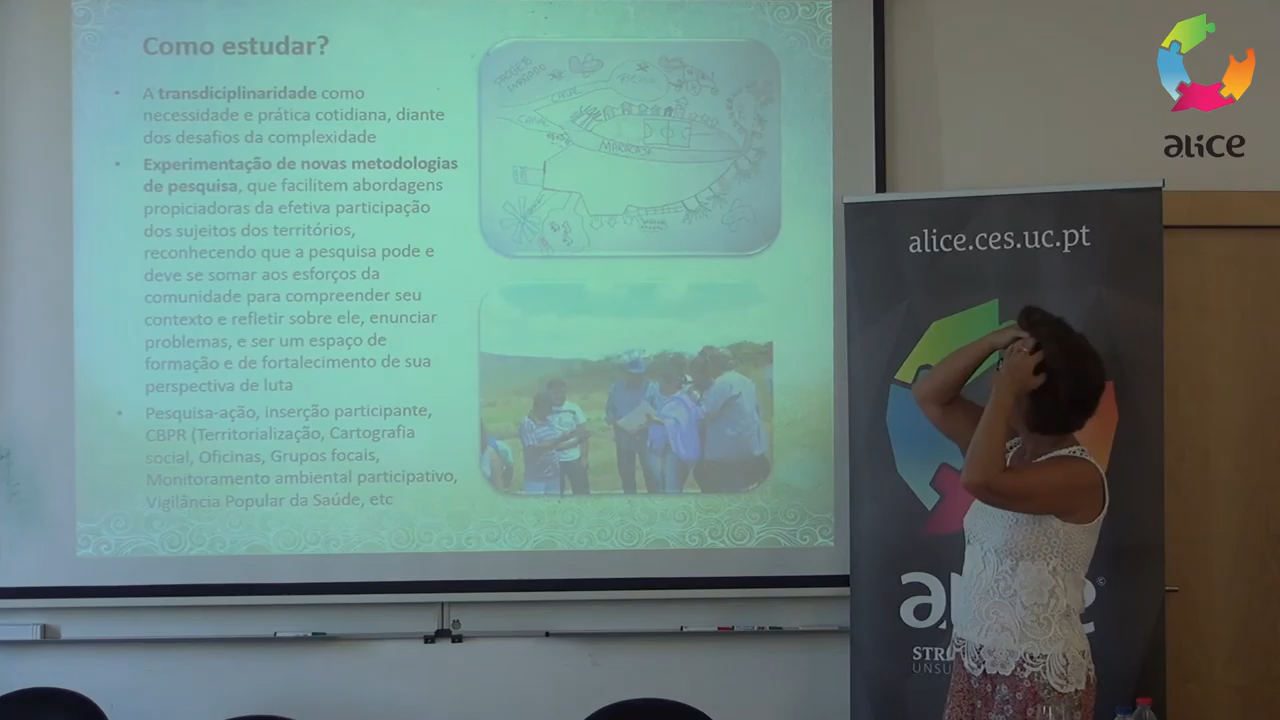 Como estudar?
• A transdiciplinaridade como
necessidade e prática cotidiana, diante
dos desafios da complexidade
• Experimentação de novas metodologias
de pesquisa, que facilitem abordagens
propiciadoras da efetiva participação
dos sujeitos dos territórios,
reconhecendo que a pesquisa pode e
deve se somar aos esforços da
comunidade para compreender seu
contexto e refletir sobre ele, enunciar
problemas, e ser um espaço de
formação e de fortalecimento de sua
perspectiva de luta
• Pesquisa-ação, inserção participante,
CBPR (Territorialização, Cartografia
social, Oficinas, Grupos focais,
Monitoramento ambiental participativo,
Vigilância Popular da Saúde, etc
CANAL
alice
alice.ces.uc.pt